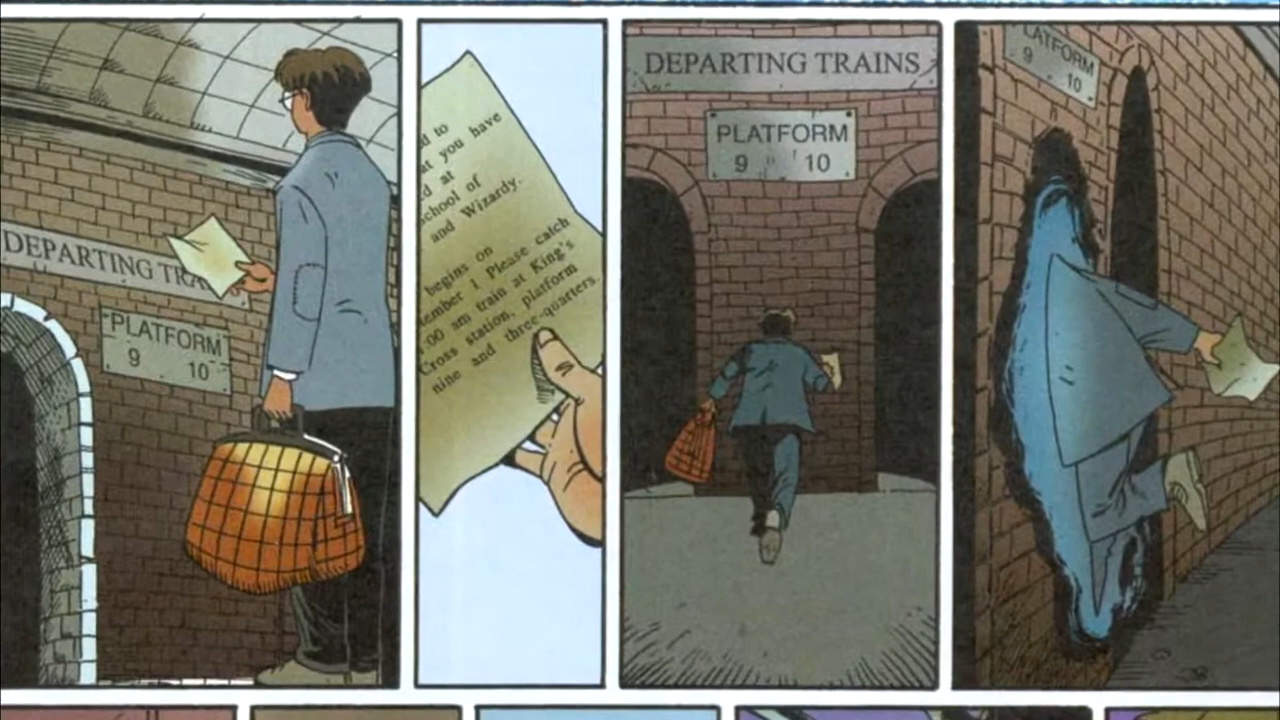 DEPARTING TRA
PLATFORM
9 10
d to
at you have
d at
school of
and Wizardy.
begins on
tember 1 Please catch
:00 am train at King's
Cross station, platform
nine and three-quarters.
DEPARTING TRAINS
PLATFORM
9 10
LATFORM
9 10